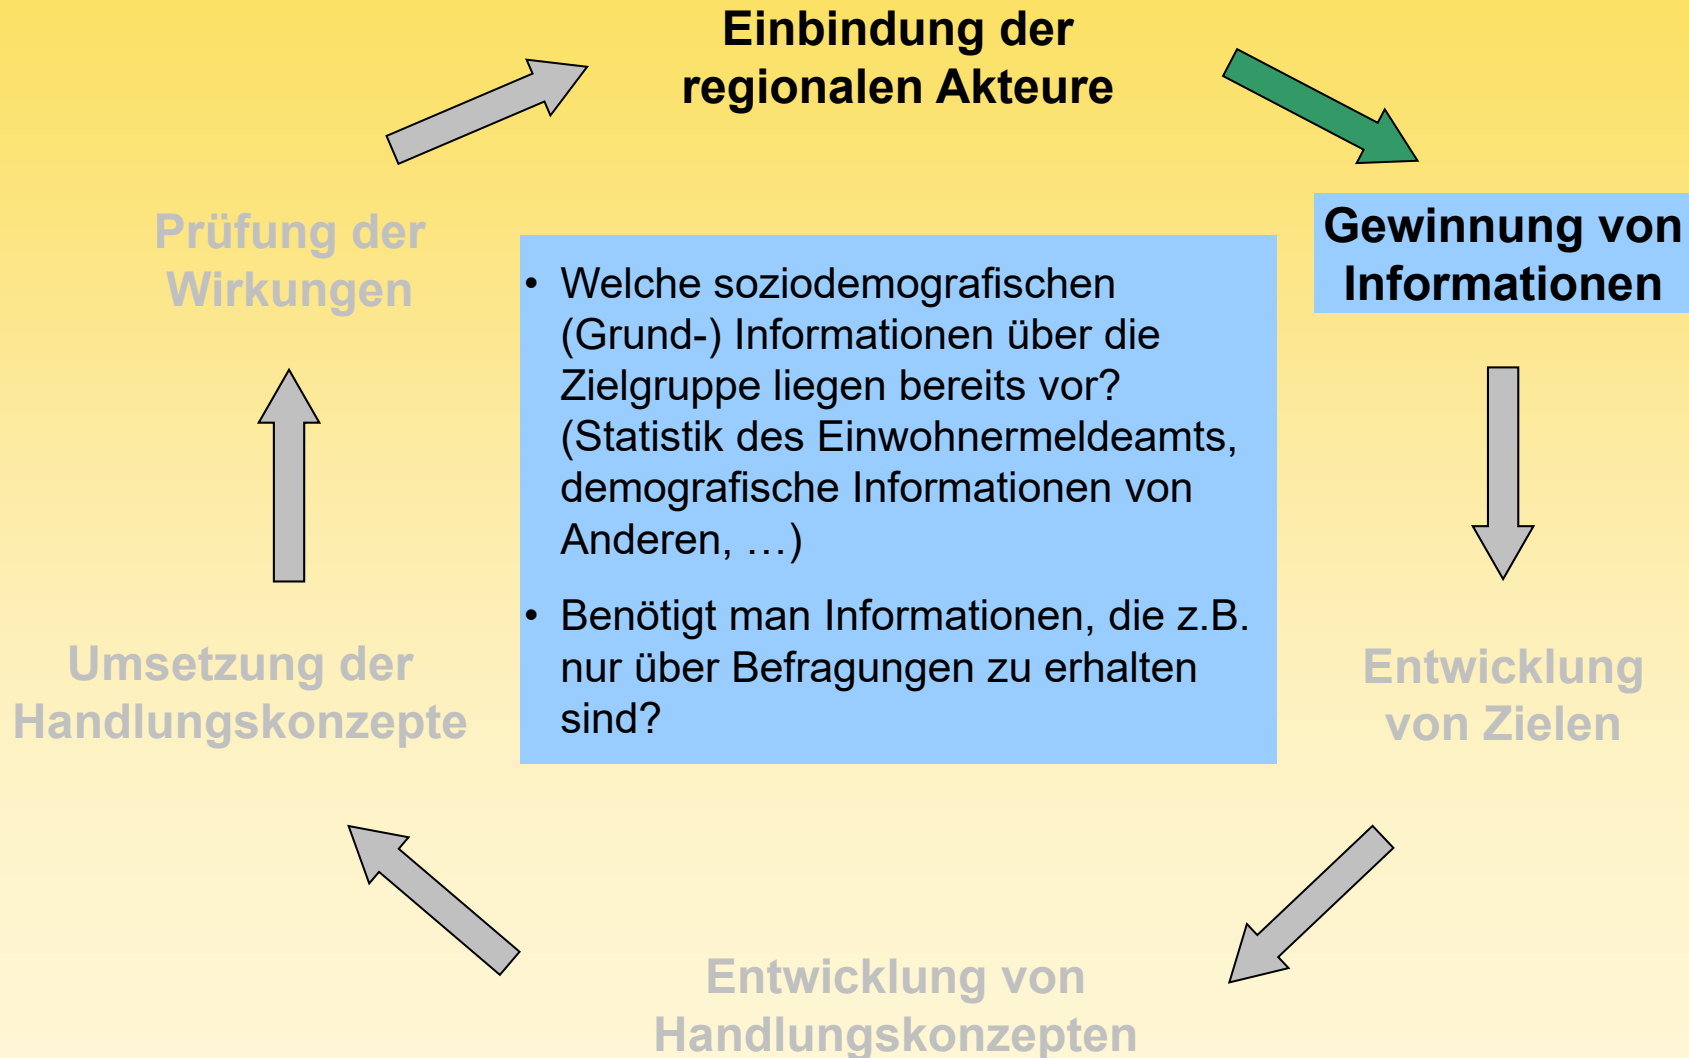 Einbindung der
regionalen Akteure
Gewinnung von
Informationen
Prüfung der
Wirkungen
• Welche soziodemografischen
(Grund-) Informationen über die
Zielgruppe liegen bereits vor?
(Statistik des Einwohnermeldeamts,
demografische Informationen von
Anderen, …)
• Benötigt man Informationen, die z.B.
nur über Befragungen zu erhalten
sind?
Umsetzung der
Handlungskonzepte
Entwicklung
von Zielen
Entwicklung von
Handlungskonzepten